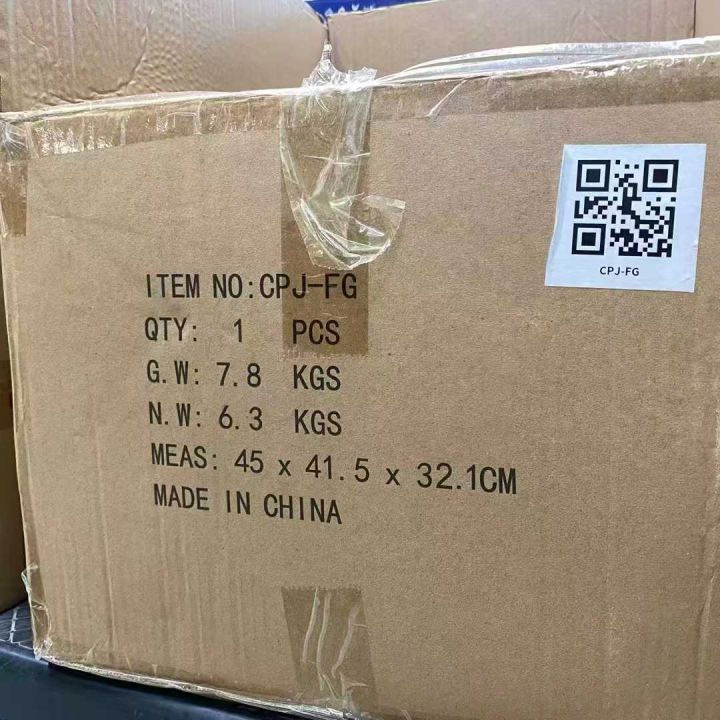 ITEM NO:CPJ-FG
QTY: 1 PCS
G.W: 7.8 KGS
N.W: 6.3 KGS
MEAS: 45 x 41.5 x 32.1CM
MADE IN CHINA
CPJ-FG